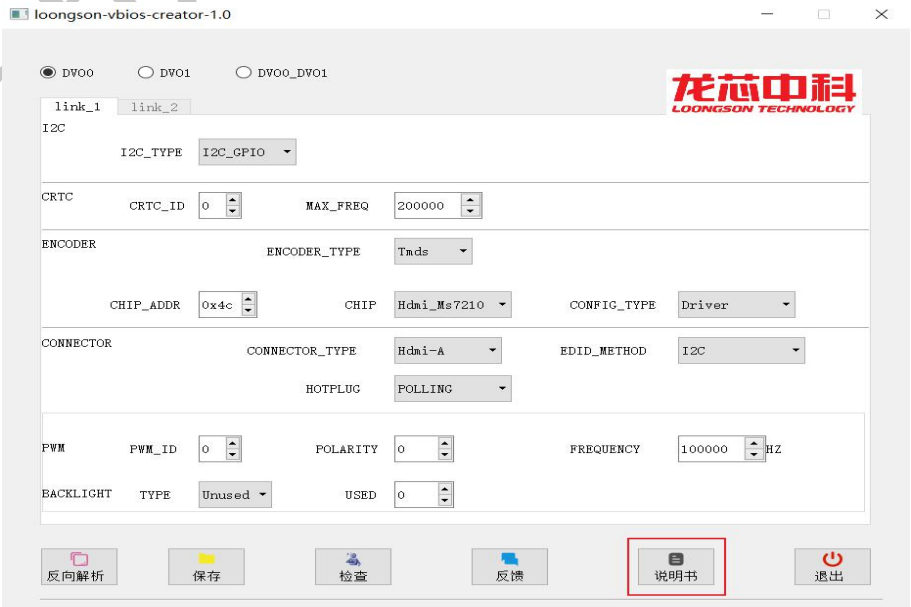 loongson-vbios-creator-1.0
DVO0 DVO1 DVO0_DVO1
龙芯中科
LOONGSON TECHNOLOGY
link_1 link_2
I2C
I2C_TYPE I2C_GPIO
CRTC
CRTC_ID 0 MAX_FREQ 200000
ENCODER
ENCODER_TYPE Tmds
CHIP_ADDR 0x4c CHIP Hdmi_Ms7210 CONFIG_TYPE Driver
CONNECTOR
CONNECTOR_TYPE Hdmi-A EDID_METHOD I2C
HOTPLUG POLLING
PWM PWM_ID 0 POLARITY 0 FREQUENCY 100000 HZ
BACKLIGHT TYPE Unused USED 0
反向解析 保存 检查 反馈 说明书 退出